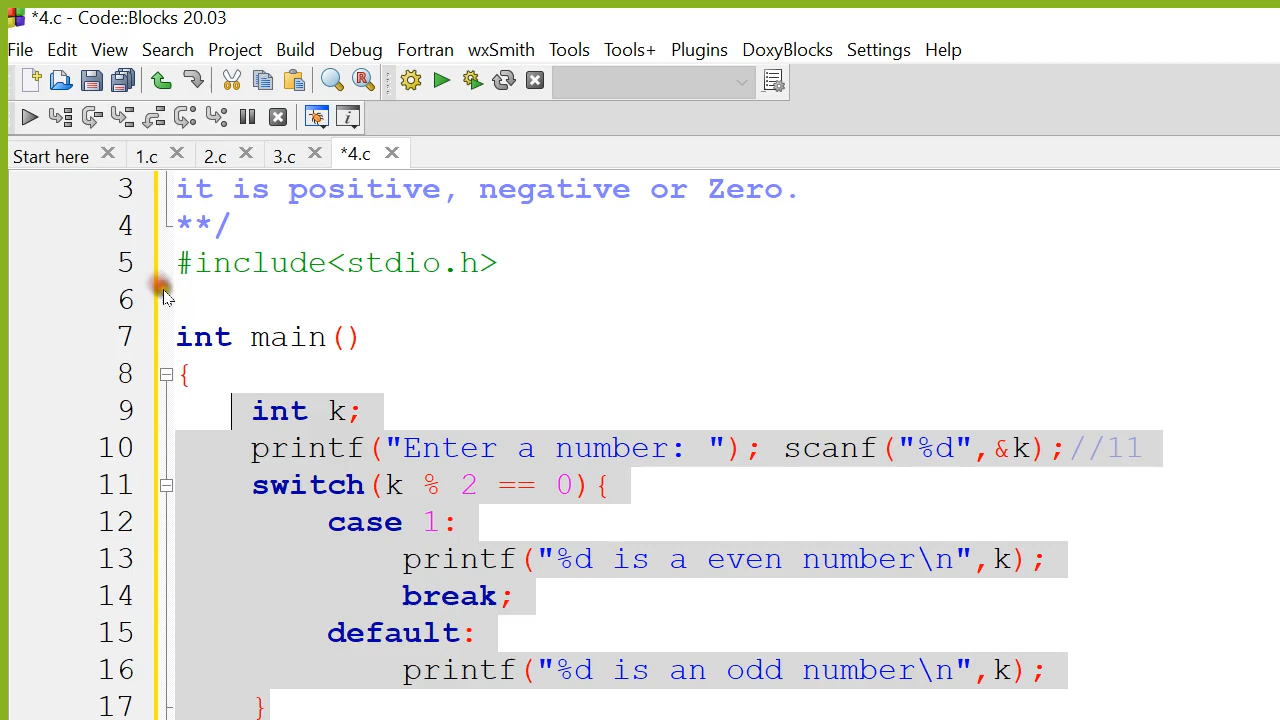 *4.c - Code::Blocks 20.03
File Edit View Search Project Build Debug Fortran wxSmith Tools Tools+ Plugins DoxyBlocks Settings Help
Start here 1.c 2.c 3.c *4.c
3 it is positive, negative or Zero.
4 **/
5 #include<stdio.h>
6
7 int main()
8 {
9 int k;
10 printf("Enter a number: "); scanf("%d",&k);//11
11 switch(k % 2 == 0){
12 case 1:
13 printf("%d is a even number\n",k);
14 break;
15 default:
16 printf("%d is an odd number\n",k);
17 }